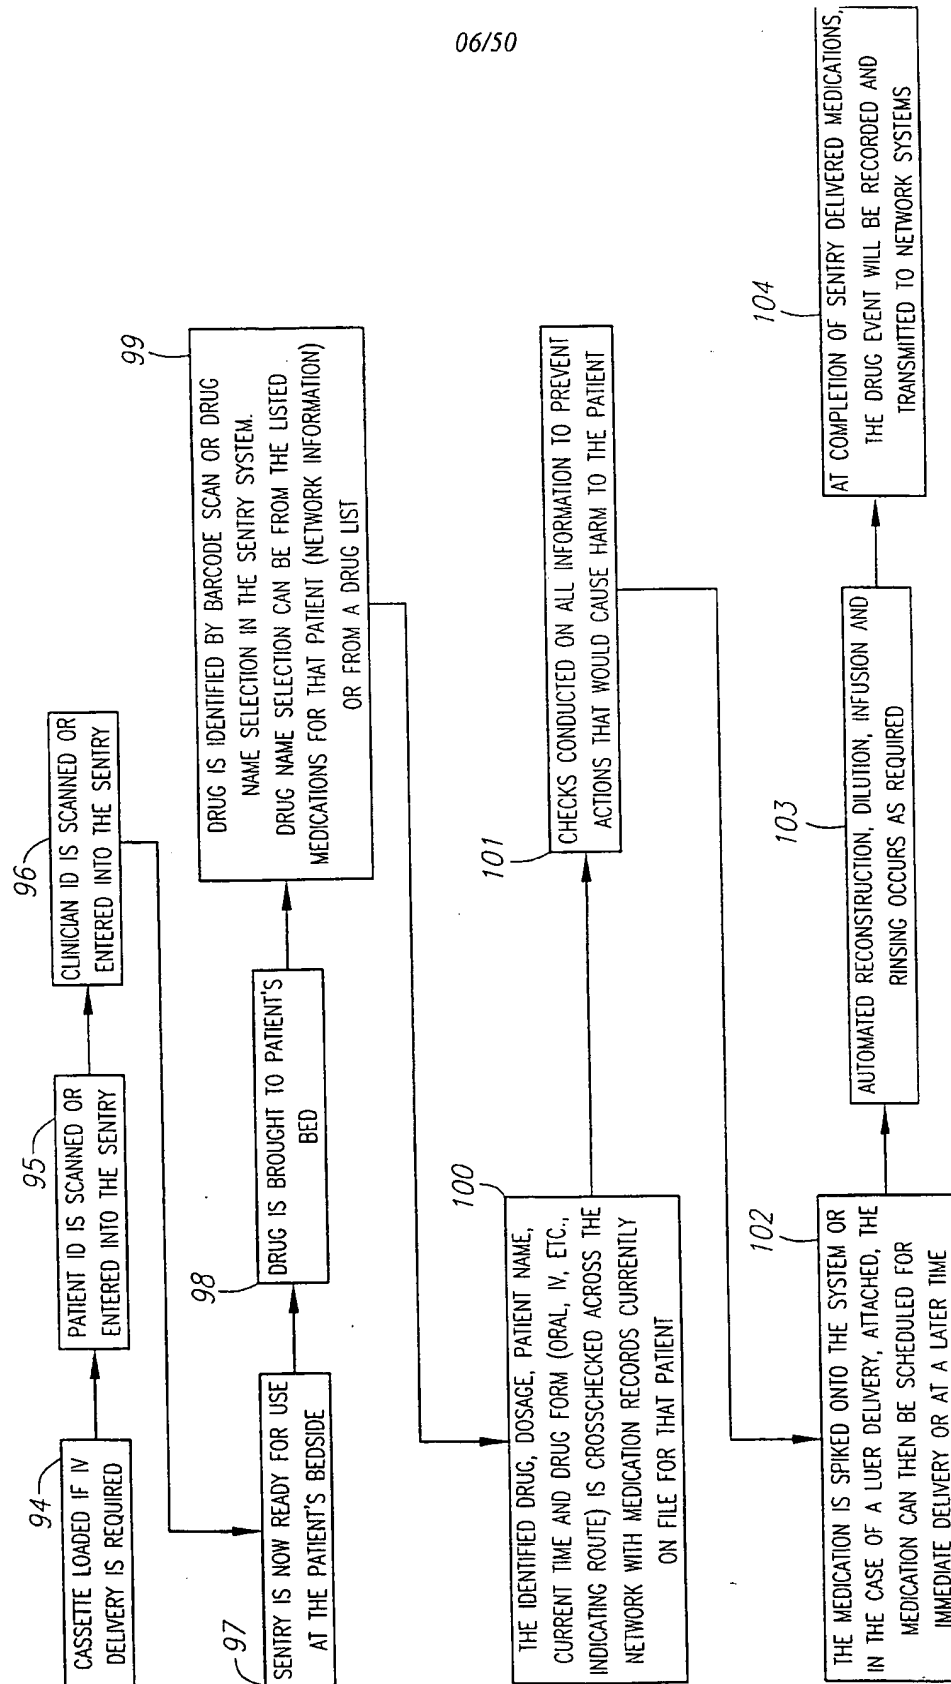 06/50
94
CASSETTE LOADED IF IV
DELIVERY IS REQUIRED
95
PATIENT ID IS SCANNED OR
ENTERED INTO THE SENTRY
96
CLINICIAN ID IS SCANNED OR
ENTERED INTO THE SENTRY
97
SENTRY IS NOW READY FOR USE
AT THE PATIENT'S BEDSIDE
98
DRUG IS BROUGHT TO PATIENT'S
BED
99
DRUG IS IDENTIFIED BY BARCODE SCAN OR DRUG
NAME SELECTION IN THE SENTRY SYSTEM.
DRUG NAME SELECTION CAN BE FROM THE LISTED
MEDICATIONS FOR THAT PATIENT (NETWORK INFORMATION)
OR FROM A DRUG LIST
100
THE IDENTIFIED DRUG, DOSAGE, PATIENT NAME,
CURRENT TIME AND DRUG FORM (ORAL, IV, ETC.,
INDICATING ROUTE) IS CROSSCHECKED ACROSS THE
NETWORK WITH MEDICATION RECORDS CURRENTLY
ON FILE FOR THAT PATIENT
101
CHECKS CONDUCTED ON ALL INFORMATION TO PREVENT
ACTIONS THAT WOULD CAUSE HARM TO THE PATIENT
102
THE MEDICATION IS SPIKED ONTO THE SYSTEM OR
IN THE CASE OF A LUER DELIVERY, ATTACHED, THE
MEDICATION CAN THEN BE SCHEDULED FOR
IMMEDIATE DELIVERY OR AT A LATER TIME
103
AUTOMATED RECONSTRUCTION, DILUTION, INFUSION AND
RINSING OCCURS AS REQUIRED
104
AT COMPLETION OF SENTRY DELIVERED MEDICATIONS,
THE DRUG EVENT WILL BE RECORDED AND
TRANSMITTED TO NETWORK SYSTEMS